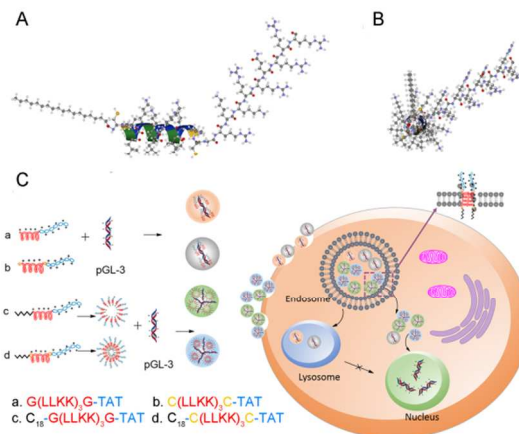 A
B
C
a
b
pGL-3
c
d
pGL-3
Endosome
Lysosome
Nucleus
a. G(LLKK)₃G-TAT
b. C(LLKK)₃C-TAT
c. C₁₈-G(LLKK)₃G-TAT
d. C₁₈-C(LLKK)₃C-TAT